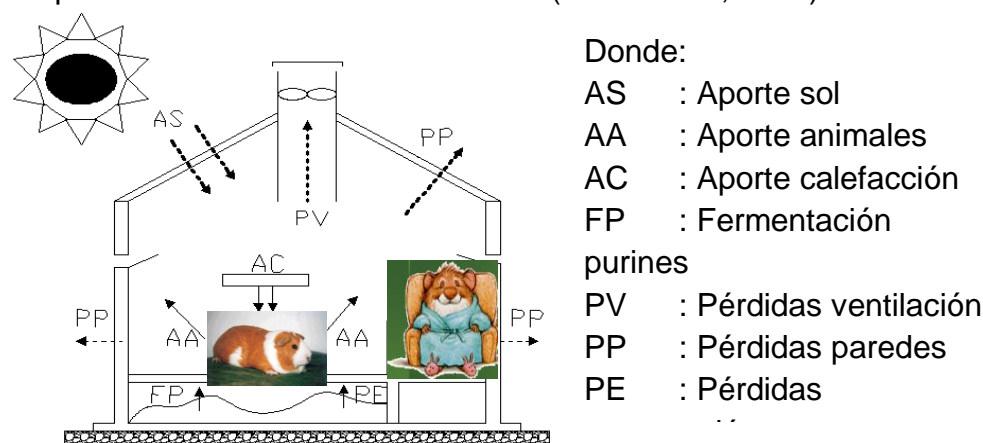 Donde:
AS : Aporte sol
AA : Aporte animales
AC : Aporte calefacción
FP : Fermentación
purines
PV : Pérdidas ventilación
PP : Pérdidas paredes
PE : Pérdidas
AS
PP
PV
AC
PP
AA
AA
PP
FP
PE